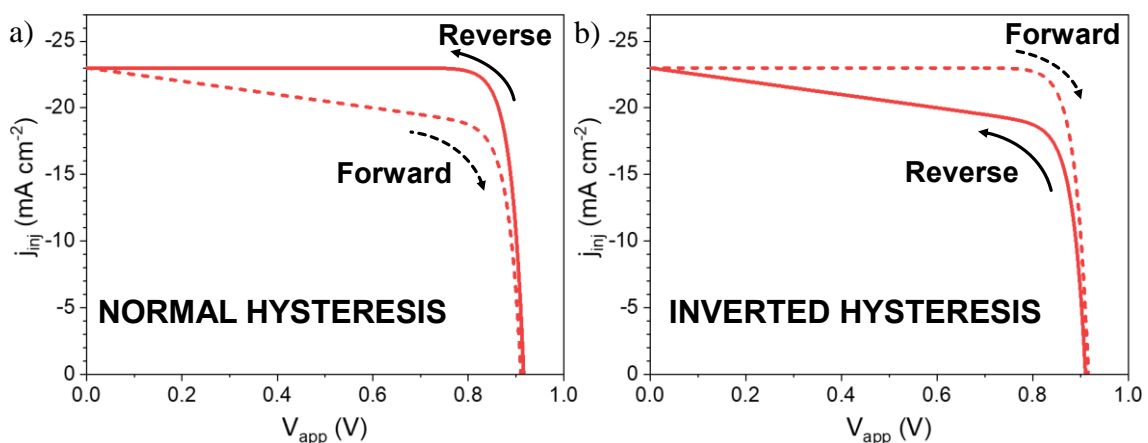 a)
Reverse
Forward
NORMAL HYSTERESIS
-25
-20
-15
-10
-5
0
0.0 0.2 0.4 0.6 0.8 1.0
j_inj (mA cm^-2)
V_app (V)
b)
Forward
Reverse
INVERTED HYSTERESIS
-25
-20
-15
-10
-5
0
0.0 0.2 0.4 0.6 0.8 1.0
j_inj (mA cm^-2)
V_app (V)